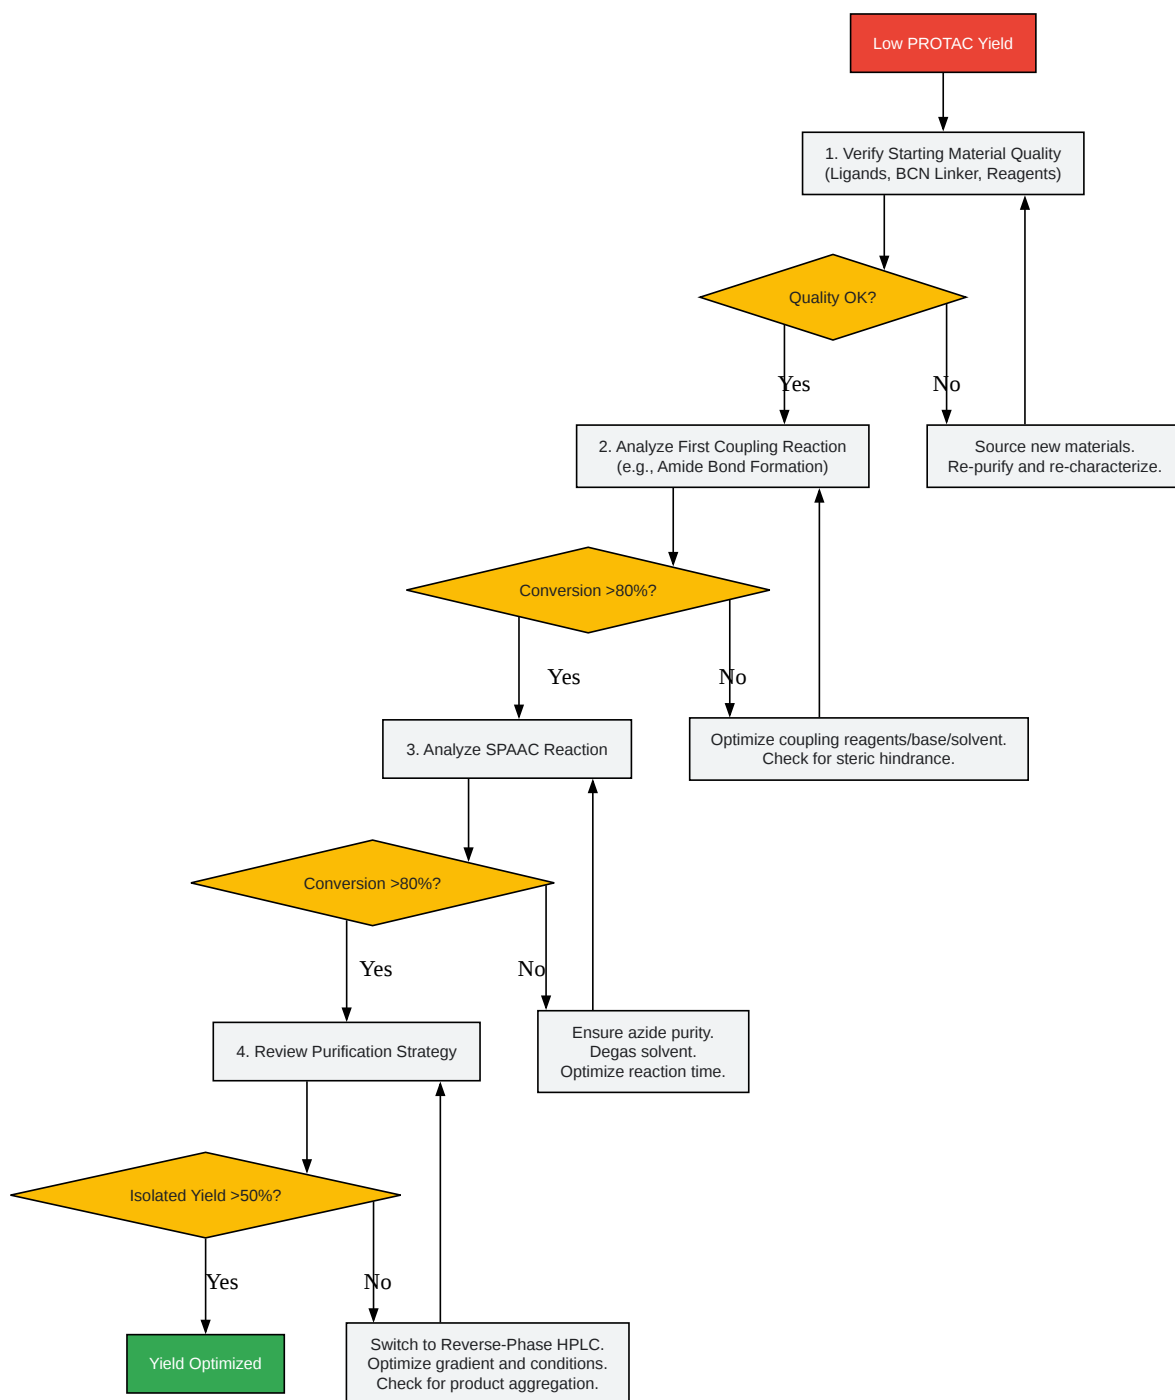 Low PROTAC Yield
1. Verify Starting Material Quality
(Ligands, BCN Linker, Reagents)
Quality OK?
Yes
No
2. Analyze First Coupling Reaction
(e.g., Amide Bond Formation)
Source new materials.
Re-purify and re-characterize.
Conversion >80%?
Yes
No
3. Analyze SPAAC Reaction
Optimize coupling reagents/base/solvent.
Check for steric hindrance.
Conversion >80%?
Yes
No
4. Review Purification Strategy
Ensure azide purity.
Degas solvent.
Optimize reaction time.
Isolated Yield >50%?
Yes
No
Yield Optimized
Switch to Reverse-Phase HPLC.
Optimize gradient and conditions.
Check for product aggregation.